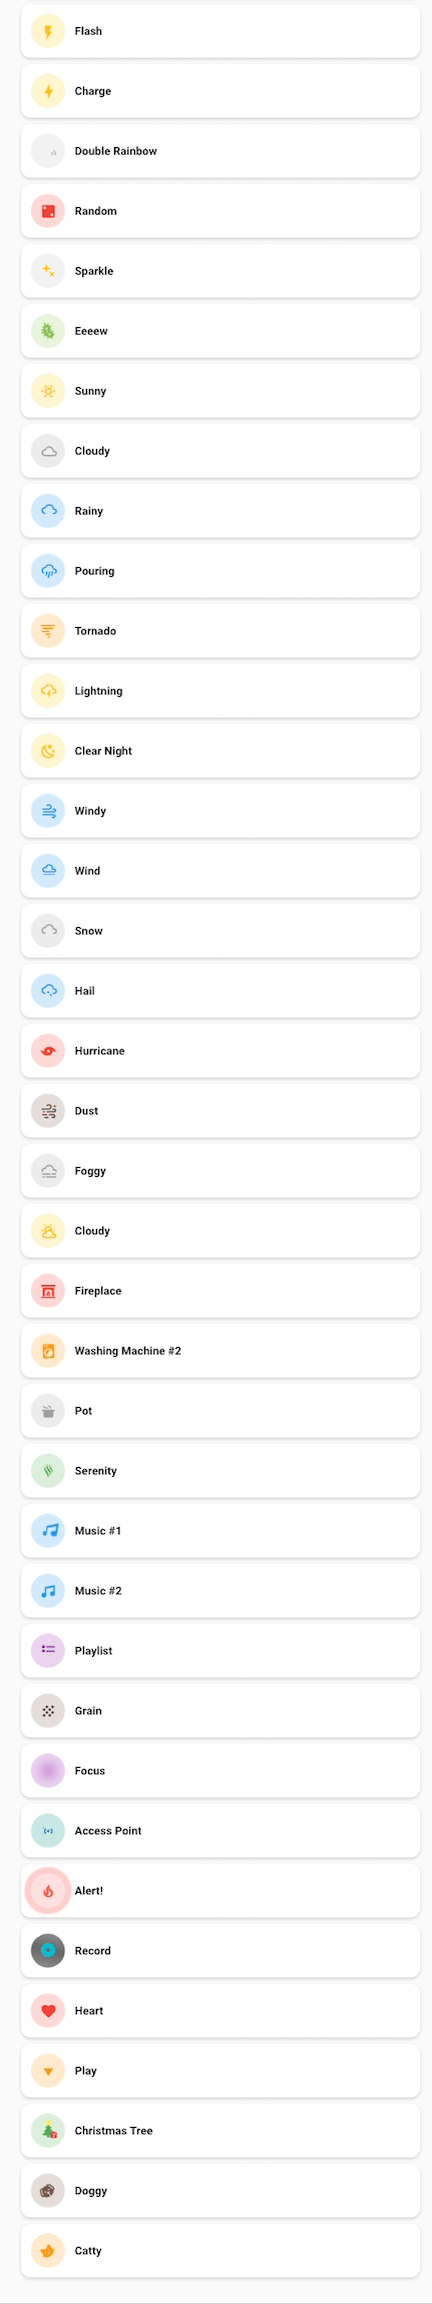 Flash
Charge
Double Rainbow
Random
Sparkle
Eeeew
Sunny
Cloudy
Rainy
Pouring
Tornado
Lightning
Clear Night
Windy
Wind
Snow
Hail
Hurricane
Dust
Foggy
Cloudy
Fireplace
Washing Machine #2
Pot
Serenity
Music #1
Music #2
Playlist
Grain
Focus
Access Point
Alert!
Record
Heart
Play
Christmas Tree
Doggy
Catty